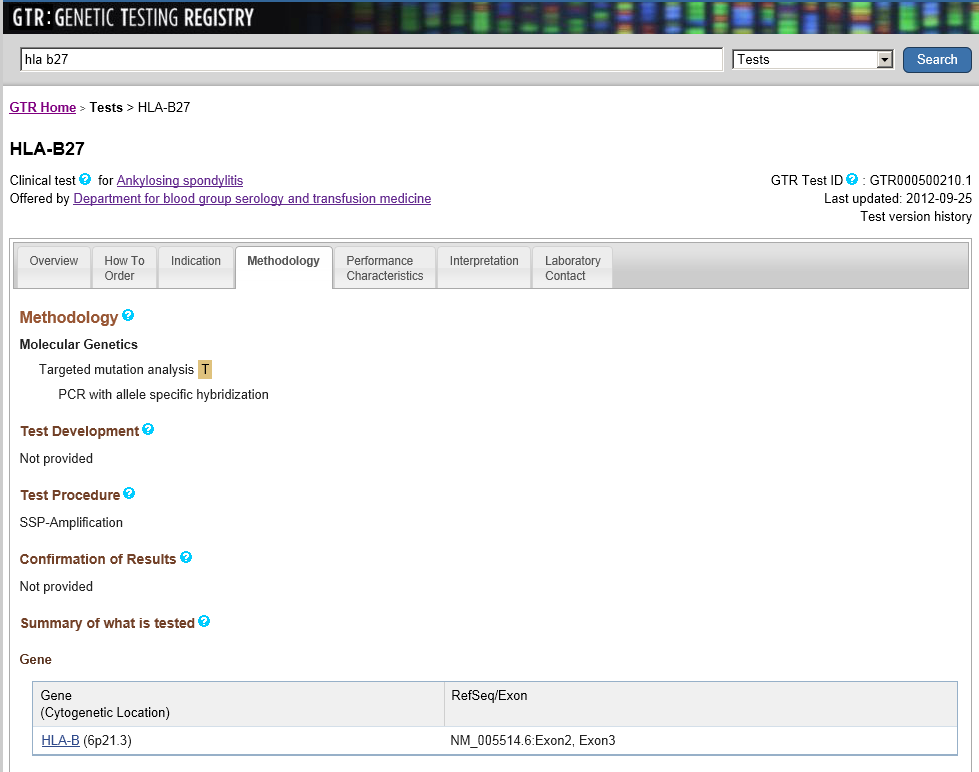 GTR: GENETIC TESTING REGISTRY
hla b27 Tests Search
GTR Home > Tests > HLA-B27
HLA-B27
Clinical test ? for Ankylosing spondylitis
Offered by Department for blood group serology and transfusion medicine
GTR Test ID ? : GTR000500210.1
Last updated: 2012-09-25
Test version history
Overview
How To
Order
Indication
Methodology
Performance
Characteristics
Interpretation
Laboratory
Contact
Methodology ?
Molecular Genetics
Targeted mutation analysis T
PCR with allele specific hybridization
Test Development ?
Not provided
Test Procedure ?
SSP-Amplification
Confirmation of Results ?
Not provided
Summary of what is tested ?
Gene
Gene
(Cytogenetic Location)
RefSeq/Exon
HLA-B (6p21.3) NM_005514.6:Exon2, Exon3